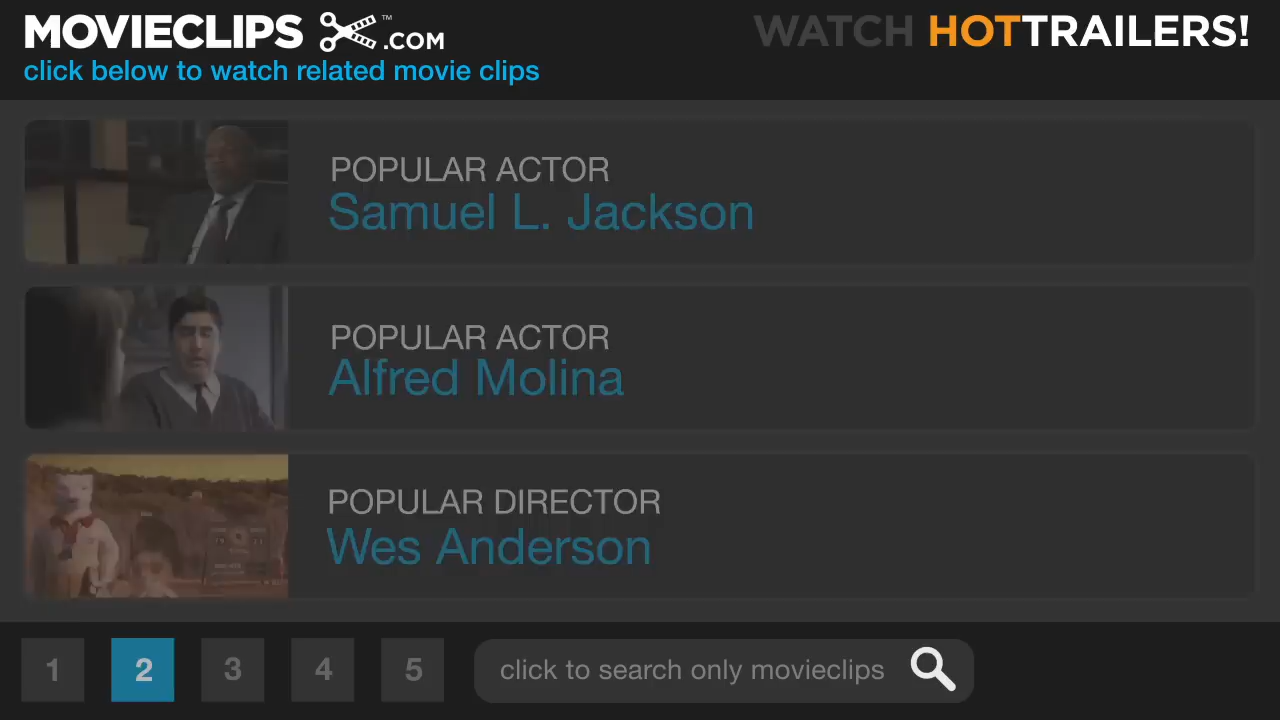 MOVIECLIPS™.COM
WATCH HOTTRAILERS!
click below to watch related movie clips
POPULAR ACTOR
Samuel L. Jackson
POPULAR ACTOR
Alfred Molina
POPULAR DIRECTOR
Wes Anderson
1 2 3 4 5 click to search only movieclips